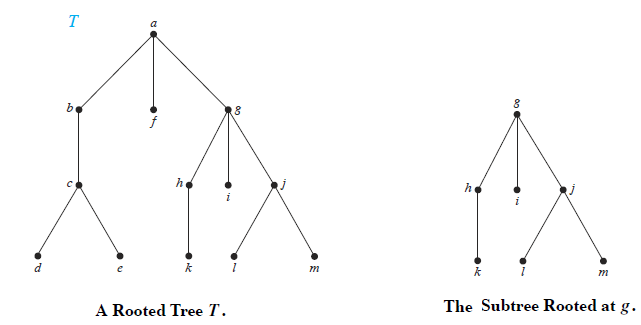 T
a
b
f
g
c
h
i
j
d
e
k
l
m
A Rooted Tree T.
g
h
i
j
k
l
m
The Subtree Rooted at g.